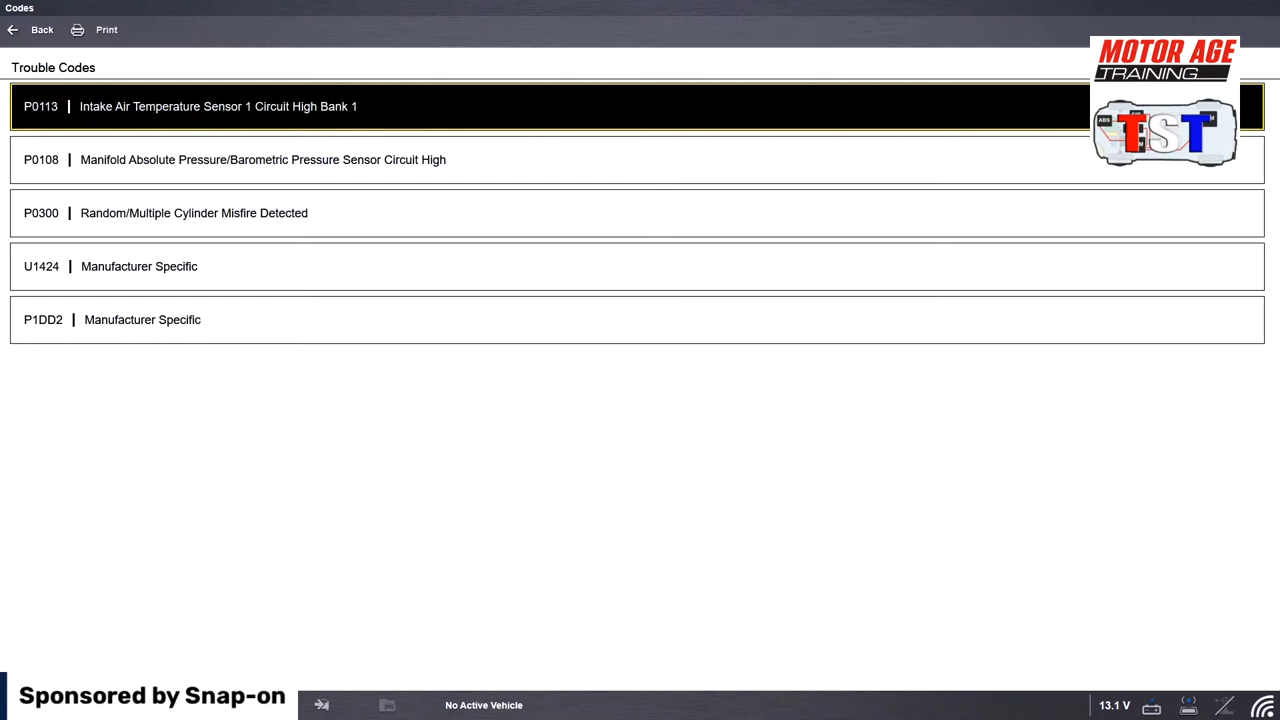 Codes
Back
Print
MOTOR AGE
TRAINING
Trouble Codes
P0113 | Intake Air Temperature Sensor 1 Circuit High Bank 1
ABS
TST
P0108 | Manifold Absolute Pressure/Barometric Pressure Sensor Circuit High
P0300 | Random/Multiple Cylinder Misfire Detected
U1424 | Manufacturer Specific
P1DD2 | Manufacturer Specific
Sponsored by Snap-on
No Active Vehicle
13.1 V